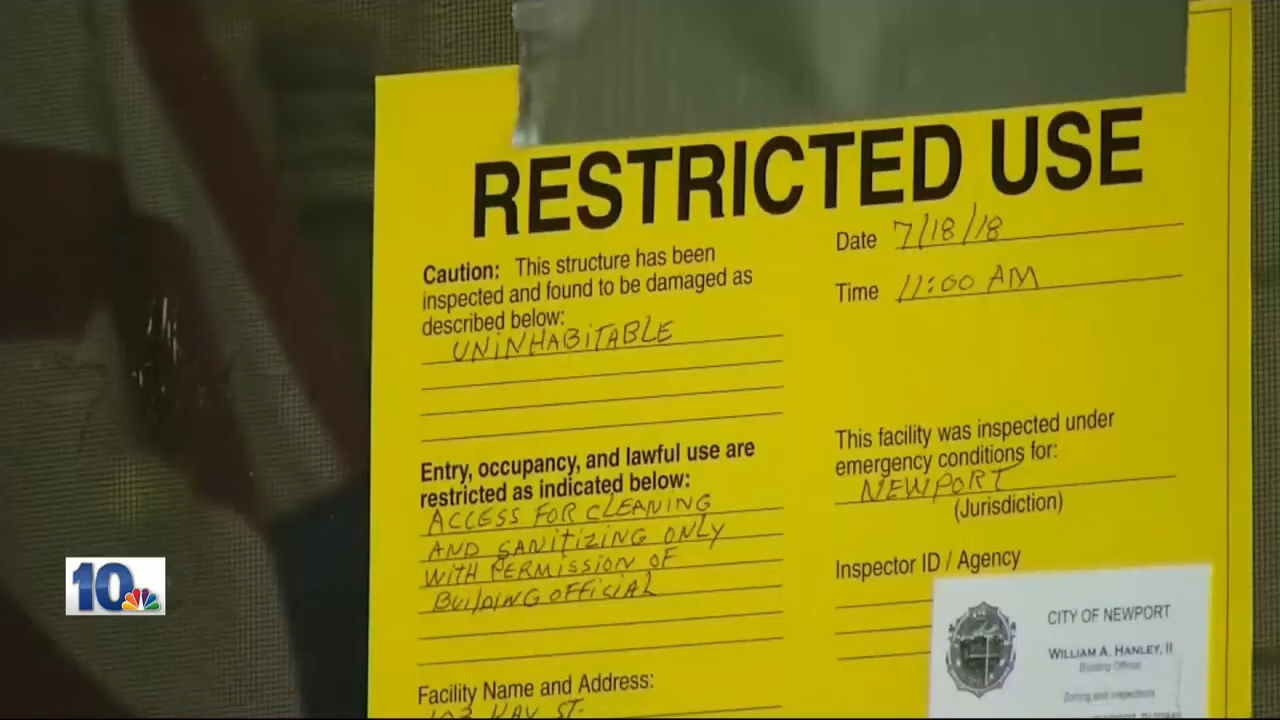 RESTRICTED USE
Caution: This structure has been
inspected and found to be damaged as
described below:
UNINHABITABLE
Entry, occupancy, and lawful use are
restricted as indicated below:
ACCESS FOR CLEANING
AND SANITIZING ONLY
WITH PERMISSION OF
BUILDING OFFICIAL
Facility Name and Address:
103 KAY ST.
Date 7/18/18
Time 11:00 AM
This facility was inspected under
emergency conditions for:
NEWPORT
(Jurisdiction)
Inspector ID / Agency
CITY OF NEWPORT
WILLIAM A. HANLEY, II
Building Official
Zoning and Inspections
10